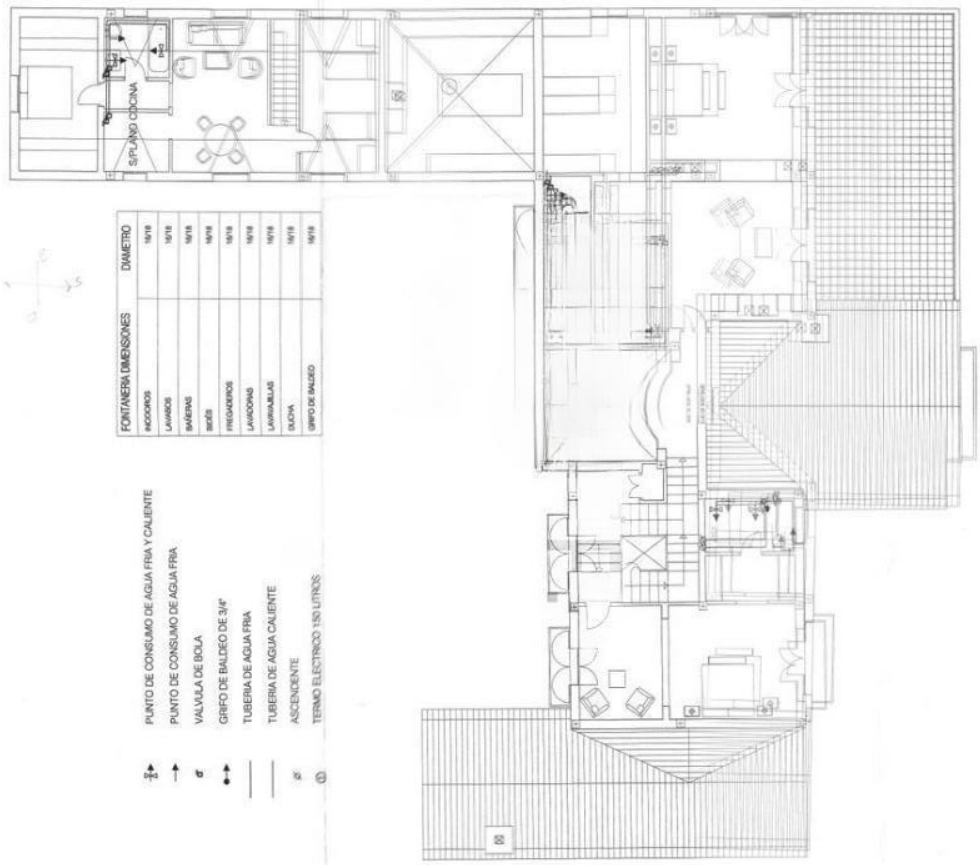 S/PLANO COCINA
FONTANERIA DIMENSIONES DIAMETRO
INODOROS 16/18
LAVABOS 16/18
BAÑERAS 16/18
BIDÉS 16/18
FREGADEROS 16/18
LAVADORAS 16/18
LAVAVAJILLAS 16/18
DUCHA 16/18
GRIFO DE BALDEO 16/18
PUNTO DE CONSUMO DE AGUA FRIA Y CALIENTE
PUNTO DE CONSUMO DE AGUA FRIA
VALVULA DE BOLA
GRIFO DE BALDEO DE 3/4"
TUBERIA DE AGUA FRIA
TUBERIA DE AGUA CALIENTE
ASCENDENTE
TERMO ELECTRICO 150 LITROS